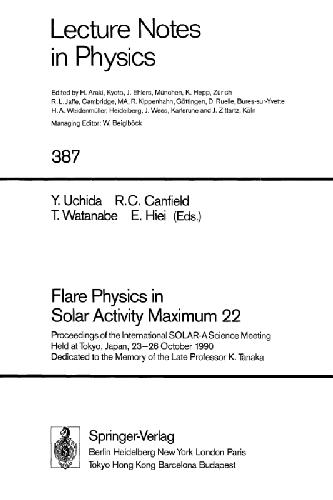 Lecture Notes
in Physics
Edited by H. Araki, Kyoto, J. Ehlers, München, K. Hepp, Zürich
R. L. Jaffe, Cambridge, MA, R. Kippenhahn, Göttingen, D. Ruelle, Bures-sur-Yvette
H. A. Weidenmüller, Heidelberg, J. Wess, Karlsruhe and J. Zittartz, Köln
Managing Editor: W. Beiglböck
387
Y. Uchida R.C. Canfield
T. Watanabe E. Hiei (Eds.)
Flare Physics in
Solar Activity Maximum 22
Proceedings of the International SOLAR-A Science Meeting
Held at Tokyo, Japan, 23–26 October 1990
Dedicated to the Memory of the Late Professor K. Tanaka
Springer-Verlag
Berlin Heidelberg New York London Paris
Tokyo Hong Kong Barcelona Budapest